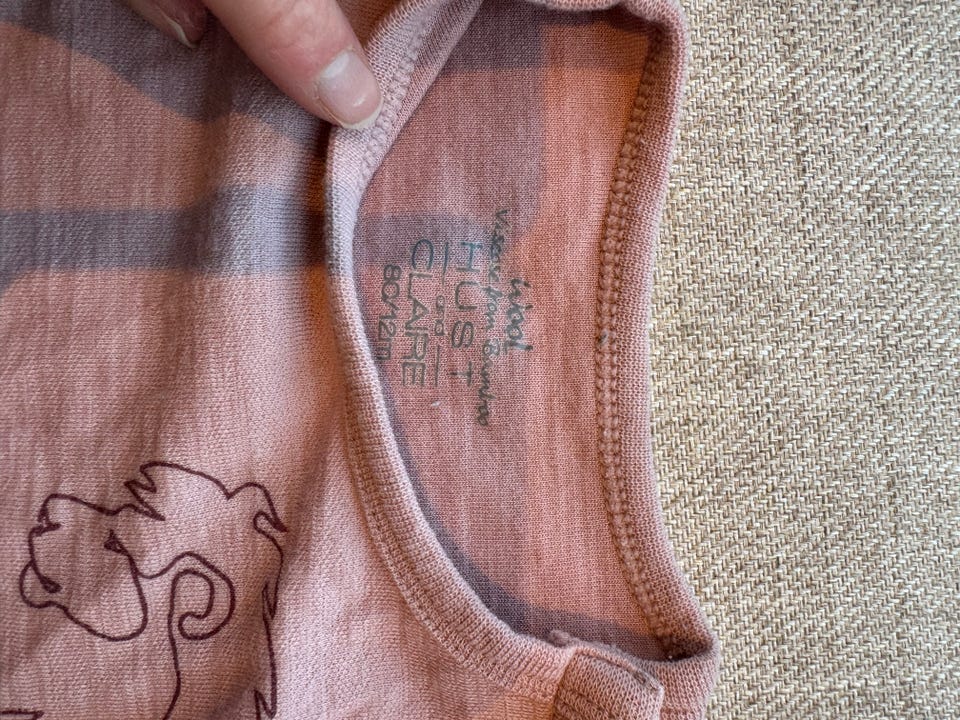 wool
Viscose from Bamboo
HUST
and
CLAIRE
80/12m